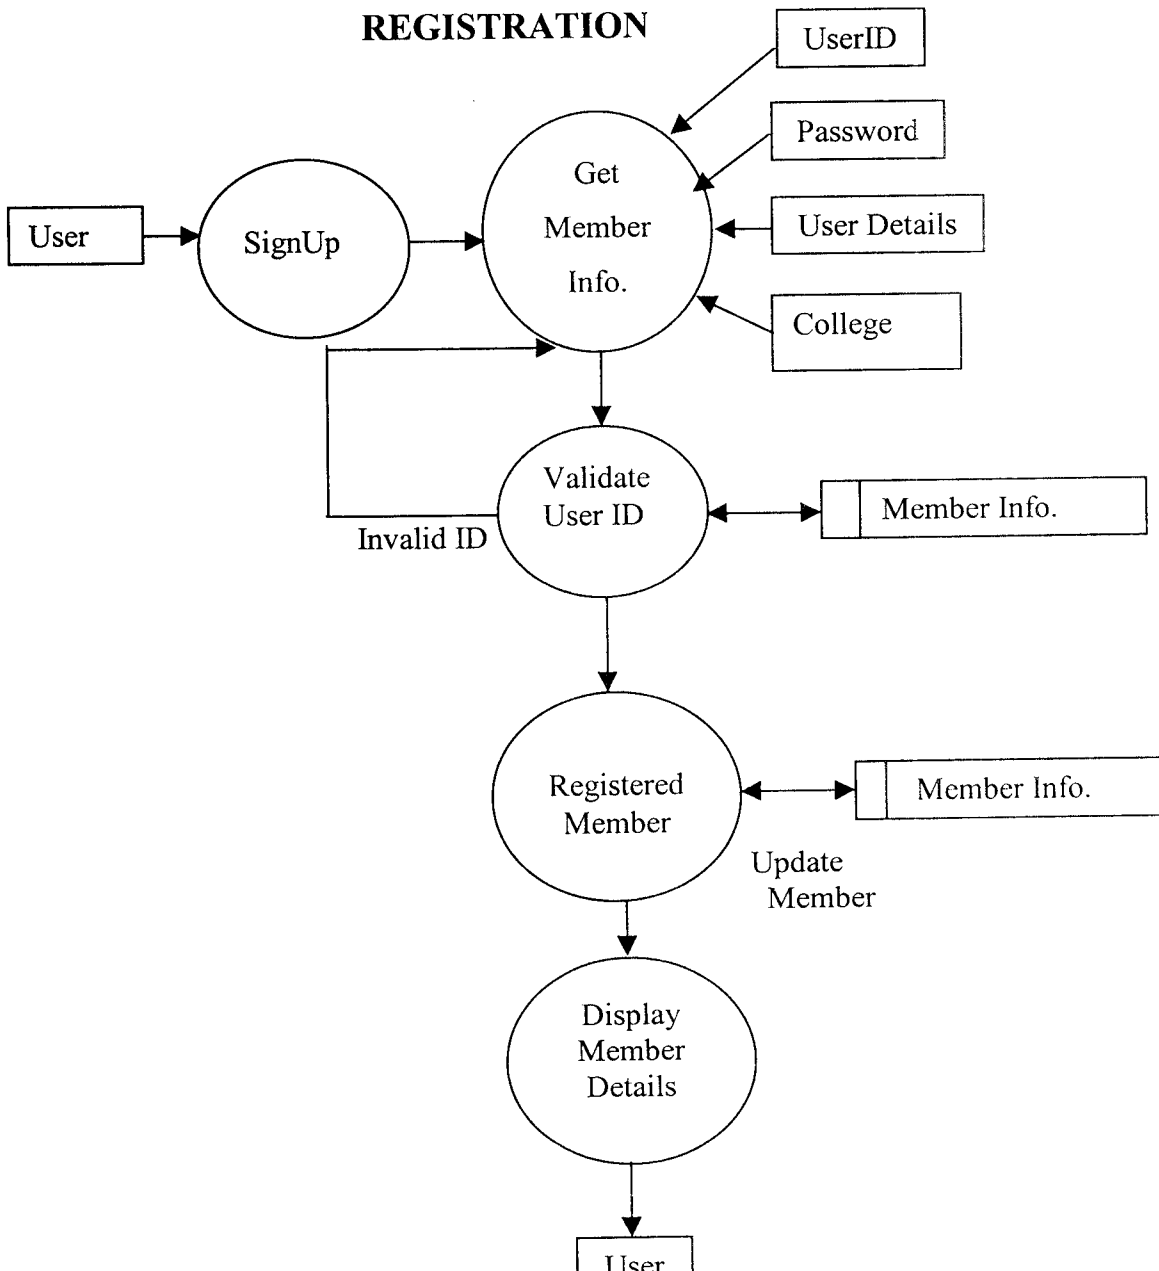 REGISTRATION
UserID
Password
User Details
College
User
SignUp
Get
Member
Info.
Validate
User ID
Invalid ID
Member Info.
Registered
Member
Member Info.
Update
Member
Display
Member
Details
User